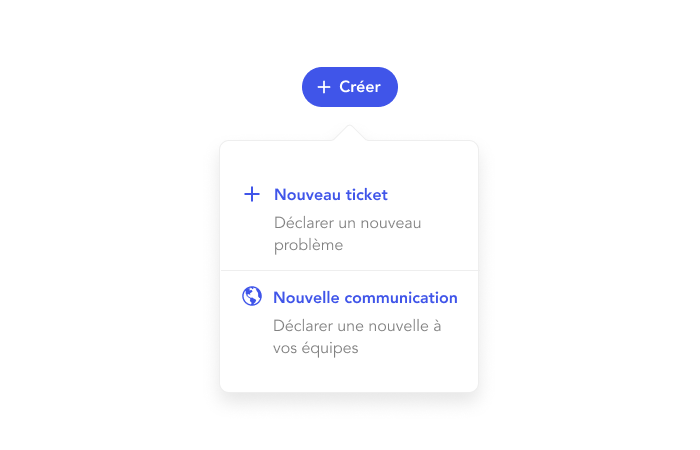 Créer
Nouveau ticket
Déclarer un nouveau
problème
Nouvelle communication
Déclarer une nouvelle à
vos équipes